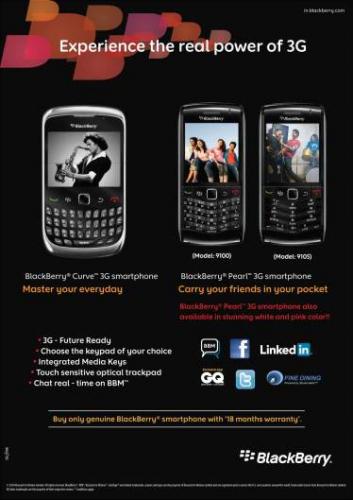 in.blackberry.com
Experience the real power of 3G
BlackBerry
BlackBerry
BlackBerry
(Model: 9100)
(Model: 9105)
BlackBerry® Curve™ 3G smartphone
Master your everyday
BlackBerry® Pearl™ 3G smartphone
Carry your friends in your pocket
BlackBerry® Pearl™ 3G smartphone also
available in stunning white and pink color!!
• 3G - Future Ready
• Choose the keypad of your choice
• Integrated Media Keys
• Touch sensitive optical trackpad
• Chat real - time on BBM™
BBM
f
Linked in
GQ
t
FINE DINING
Buy only genuine BlackBerry® smartphone with '18 months warranty'.
BlackBerry.